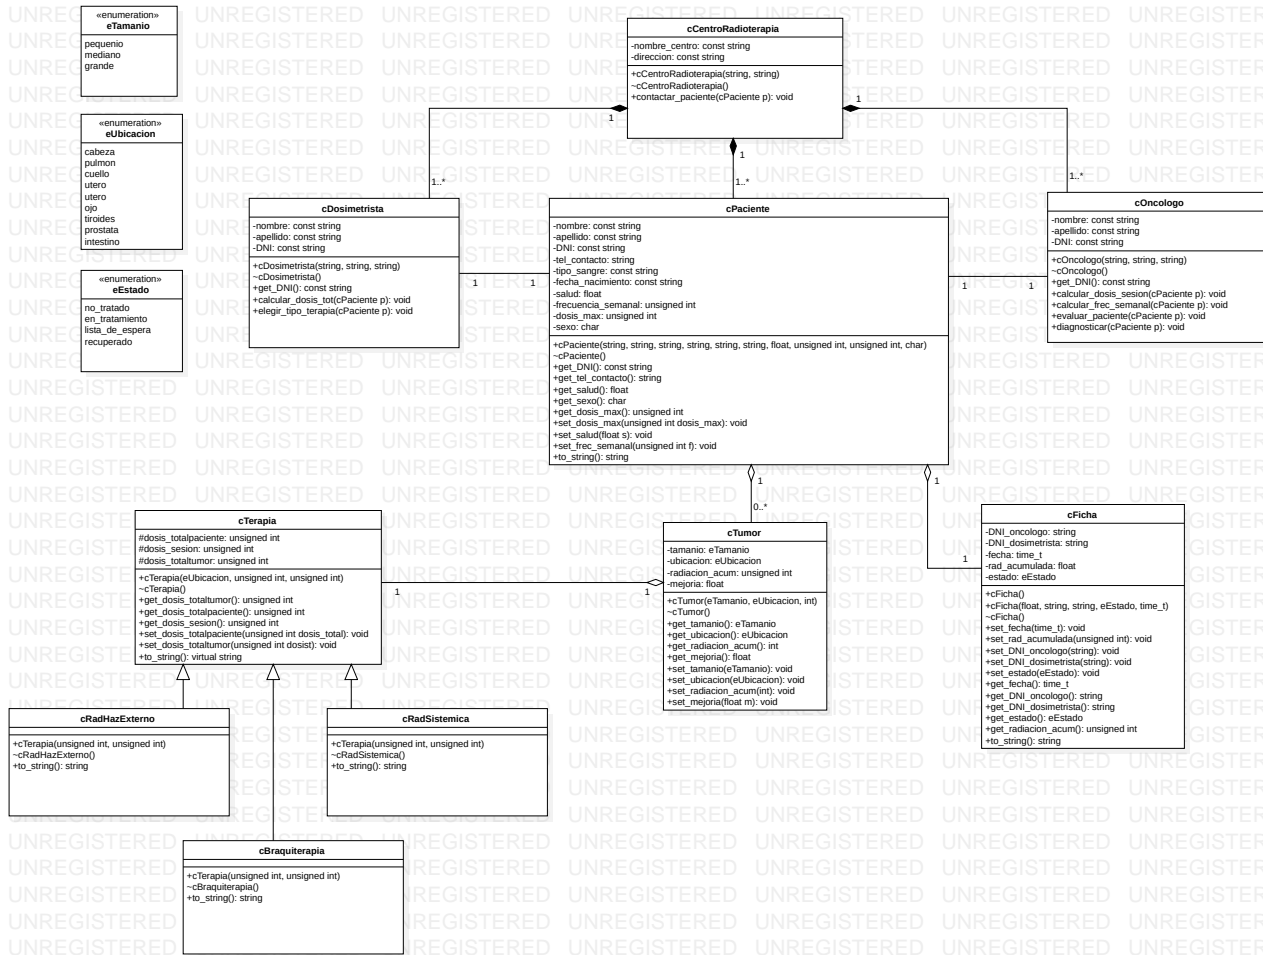 «enumeration»
eTamanio
pequenio
mediano
grande
«enumeration»
eUbicacion
cabeza
pulmon
cuello
utero
utero
ojo
tiroides
prostata
intestino
«enumeration»
eEstado
no_tratado
en_tratamiento
lista_de_espera
recuperado
cCentroRadioterapia
-nombre_centro: const string
-direccion: const string
+cCentroRadioterapia(string, string)
~cCentroRadioterapia()
+contactar_paciente(cPaciente p): void
1
1
1
1..*
1..*
1..*
cDosimetrista
-nombre: const string
-apellido: const string
-DNI: const string
+cDosimetrista(string, string, string)
~cDosimetrista()
+get_DNI(): const string
+calcular_dosis_tot(cPaciente p): void
+elegir_tipo_terapia(cPaciente p): void
1
1
cPaciente
-nombre: const string
-apellido: const string
-DNI: const string
-tel_contacto: string
-tipo_sangre: const string
-fecha_nacimiento: const string
-salud: float
-frecuencia_semanal: unsigned int
-dosis_max: unsigned int
-sexo: char
+cPaciente(string, string, string, string, string, string, float, unsigned int, unsigned int, char)
~cPaciente()
+get_DNI(): const string
+get_tel_contacto(): string
+get_salud(): float
+get_sexo(): char
+get_dosis_max(): unsigned int
+set_dosis_max(unsigned int dosis_max): void
+set_salud(float s): void
+set_frec_semanal(unsigned int f): void
+to_string(): string
1
1
cOncologo
-nombre: const string
-apellido: const string
-DNI: const string
+cOncologo(string, string, string)
~cOncologo()
+get_DNI(): const string
+calcular_dosis_sesion(cPaciente p): void
+calcular_frec_semanal(cPaciente p): void
+evaluar_paciente(cPaciente p): void
+diagnosticar(cPaciente p): void
1
0..*
1
1
cTerapia
#dosis_totalpaciente: unsigned int
#dosis_sesion: unsigned int
#dosis_totaltumor: unsigned int
+cTerapia(eUbicacion, unsigned int, unsigned int)
~cTerapia()
+get_dosis_totaltumor(): unsigned int
+get_dosis_totalpaciente(): unsigned int
+get_dosis_sesion(): unsigned int
+set_dosis_totalpaciente(unsigned int dosis_total): void
+set_dosis_totaltumor(unsigned int dosist): void
+to_string(): virtual string
1
1
cTumor
-tamanio: eTamanio
-ubicacion: eUbicacion
-radiacion_acum: unsigned int
-mejoria: float
+cTumor(eTamanio, eUbicacion, int)
~cTumor()
+get_tamanio(): eTamanio
+get_ubicacion(): eUbicacion
+get_radiacion_acum(): int
+get_mejoria(): float
+set_tamanio(eTamanio): void
+set_ubicacion(eUbicacion): void
+set_radiacion_acum(int): void
+set_mejoria(float m): void
cFicha
-DNI_oncologo: string
-DNI_dosimetrista: string
-fecha: time_t
-rad_acumulada: float
-estado: eEstado
+cFicha()
+cFicha(float, string, string, eEstado, time_t)
~cFicha()
+set_fecha(time_t): void
+set_rad_acumulada(unsigned int): void
+set_DNI_oncologo(string): void
+set_DNI_dosimetrista(string): void
+set_estado(eEstado): void
+get_fecha(): time_t
+get_DNI_oncologo(): string
+get_DNI_dosimetrista(): string
+get_estado(): eEstado
+get_radiacion_acum(): unsigned int
+to_string(): string
cRadHazExterno
+cTerapia(unsigned int, unsigned int)
~cRadHazExterno()
+to_string(): string
cRadSistemica
+cTerapia(unsigned int, unsigned int)
~cRadSistemica()
+to_string(): string
cBraquiterapia
+cTerapia(unsigned int, unsigned int)
~cBraquiterapia()
+to_string(): string